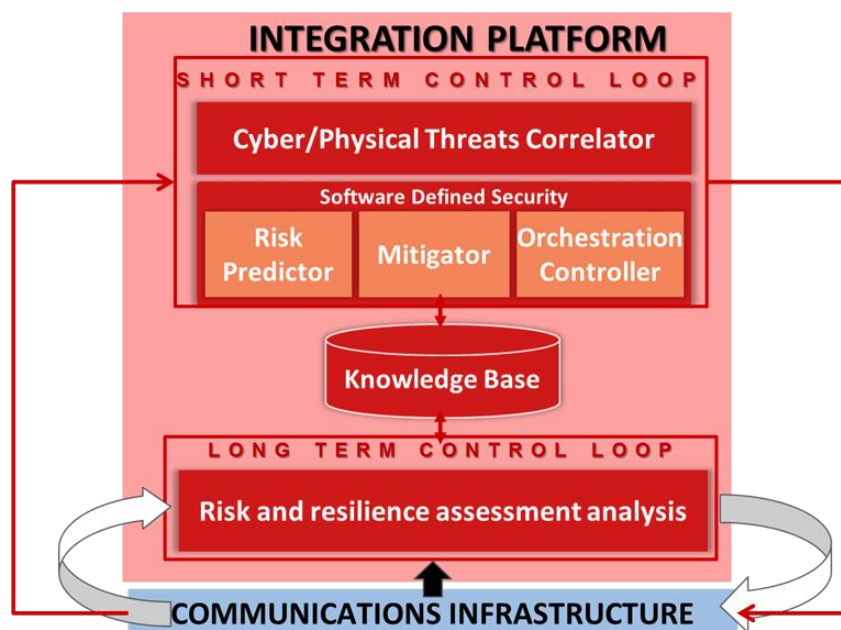 INTEGRATION PLATFORM
SHORT TERM CONTROL LOOP
Cyber/Physical Threats Correlator
Software Defined Security
Risk
Predictor
Mitigator
Orchestration
Controller
Knowledge Base
LONG TERM CONTROL LOOP
Risk and resilience assessment analysis
COMMUNICATIONS INFRASTRUCTURE